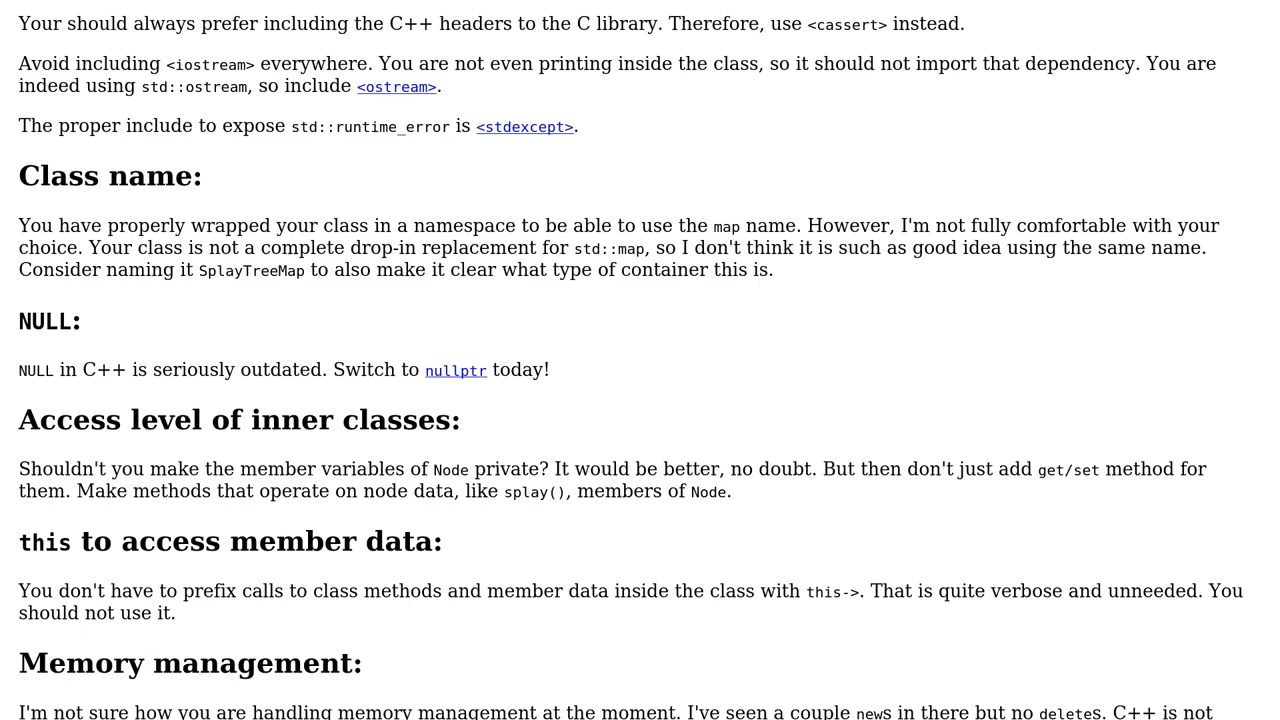 Your should always prefer including the C++ headers to the C library. Therefore, use <cassert> instead.
Avoid including <iostream> everywhere. You are not even printing inside the class, so it should not import that dependency. You are
indeed using std::ostream, so include <ostream>.
The proper include to expose std::runtime_error is <stdexcept>.
Class name:
You have properly wrapped your class in a namespace to be able to use the map name. However, I'm not fully comfortable with your
choice. Your class is not a complete drop-in replacement for std::map, so I don't think it is such as good idea using the same name.
Consider naming it SplayTreeMap to also make it clear what type of container this is.
NULL:
NULL in C++ is seriously outdated. Switch to nullptr today!
Access level of inner classes:
Shouldn't you make the member variables of Node private? It would be better, no doubt. But then don't just add get/set method for
them. Make methods that operate on node data, like splay(), members of Node.
this to access member data:
You don't have to prefix calls to class methods and member data inside the class with this->. That is quite verbose and unneeded. You
should not use it.
Memory management:
I'm not sure how you are handling memory management at the moment. I've seen a couple news in there but no deletes. C++ is not